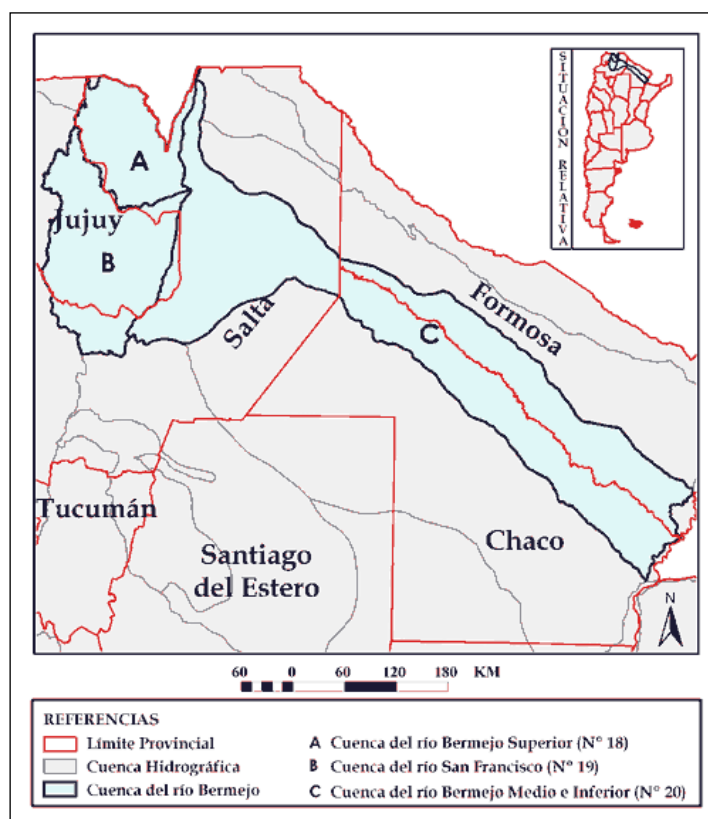 SITUACIÓN RELATIVA
A
Jujuy
B
Salta
C
Formosa
Tucumán
Santiago
del Estero
Chaco
N
60 0 60 120 180 KM
REFERENCIAS
Límite Provincial
Cuenca Hidrográfica
Cuenca del río Bermejo
A Cuenca del río Bermejo Superior (N° 18)
B Cuenca del río San Francisco (N° 19)
C Cuenca del río Bermejo Medio e Inferior (N° 20)